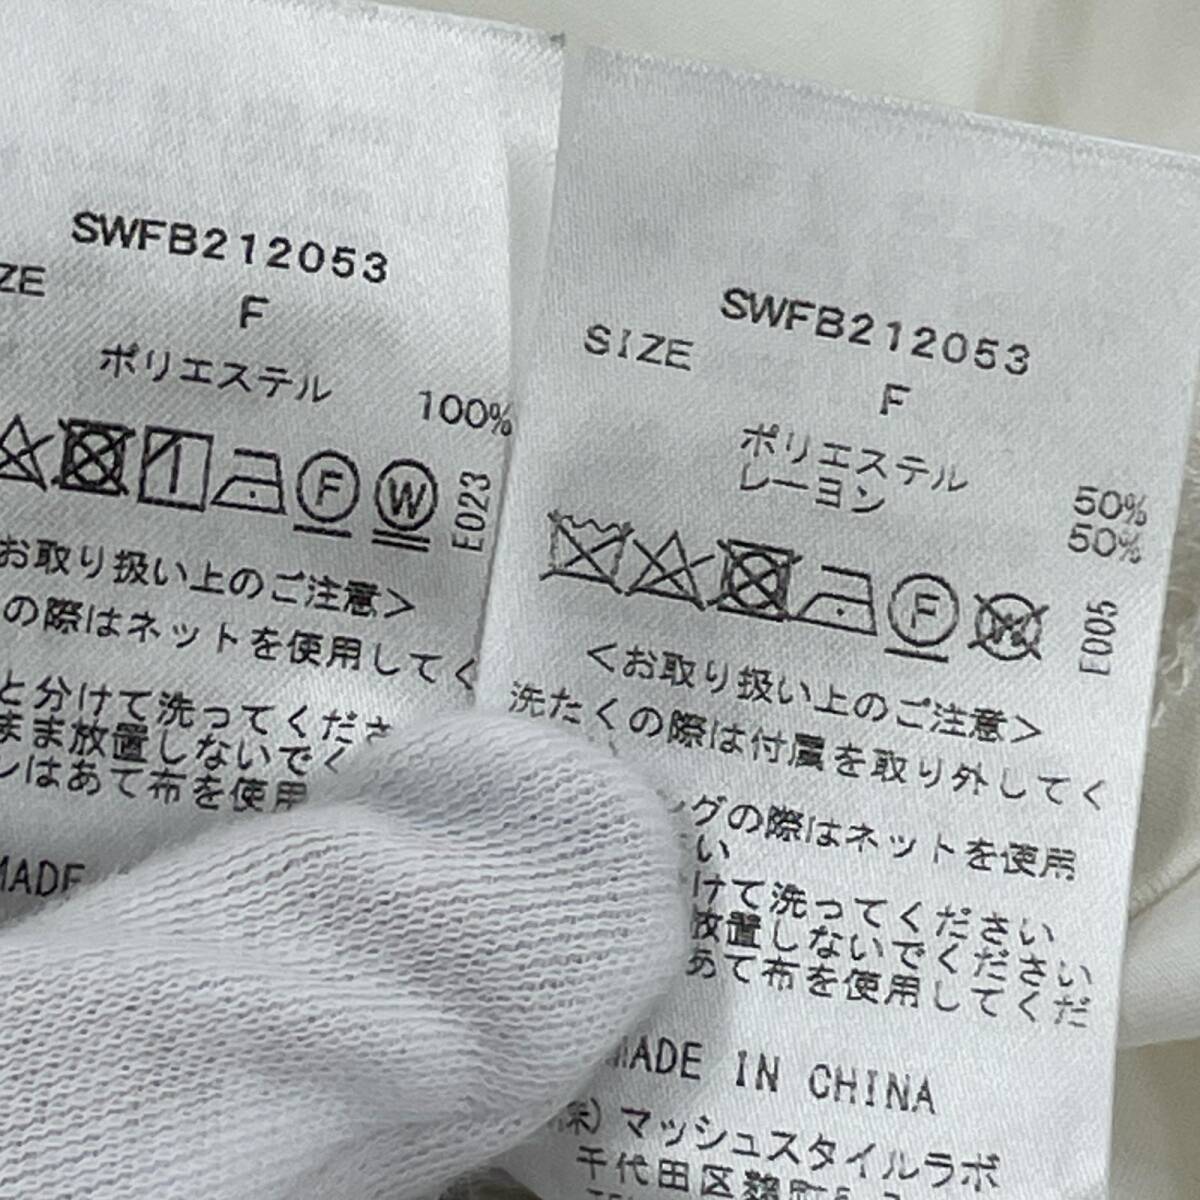 SWFB212053
ZE
F
ポリエステル 100%
F W
E023
お取り扱い上のご注意>
の際はネットを使用してく
と分けて洗ってくださ
まま放置しないでく
はあて布を使用
MADE
SWFB212053
SIZE
F
ポリエステル 50%
レーヨン 50%
F W
E005
<お取り扱い上のご注意>
洗たくの際は付属を取り外してく
ングの際はネットを使用
い
けて洗ってください
放置しないでください
あて布を使用してくだ
MADE IN CHINA
株)マッシュスタイルラボ
千代田区麹町